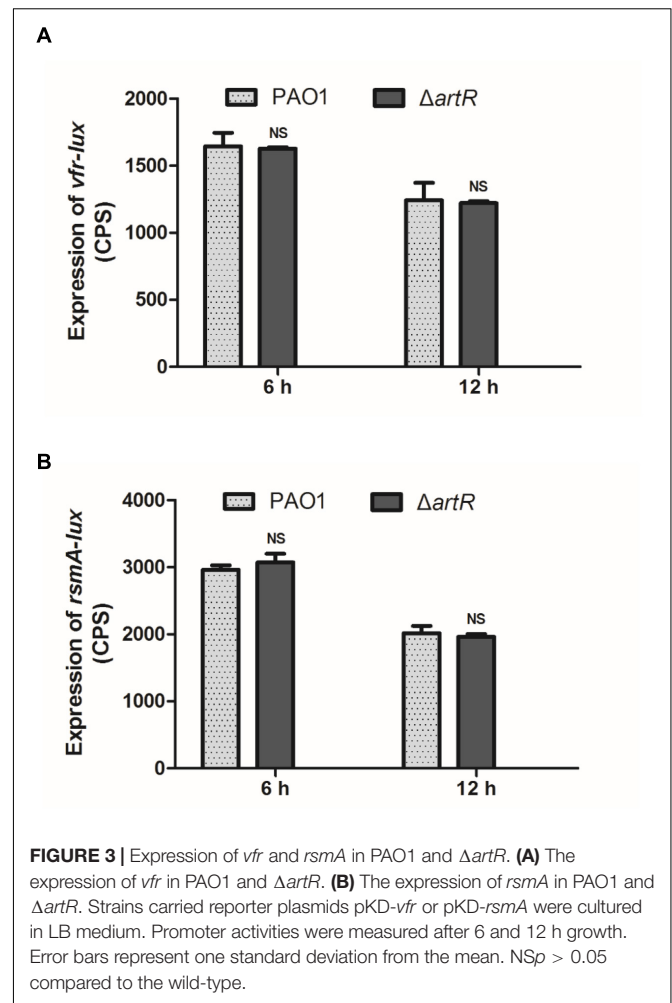 A
Expression of vfr-lux
(CPS)
2000
1500
1000
500
0
PAO1
ΔartR
NS
NS
6 h
12 h
B
Expression of rsmA-lux
(CPS)
4000
3000
2000
1000
0
PAO1
ΔartR
NS
NS
6 h
12 h
FIGURE 3 | Expression of vfr and rsmA in PAO1 and ΔartR. (A) The
expression of vfr in PAO1 and ΔartR. (B) The expression of rsmA in PAO1 and
ΔartR. Strains carried reporter plasmids pKD-vfr or pKD-rsmA were cultured
in LB medium. Promoter activities were measured after 6 and 12 h growth.
Error bars represent one standard deviation from the mean. NSp > 0.05
compared to the wild-type.